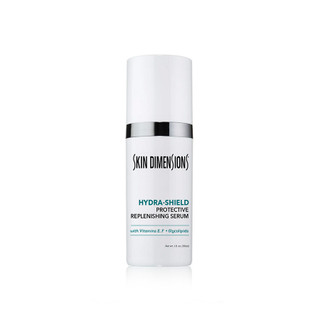 SKIN DIMENSIONS
HYDRA-SHIELD
PROTECTIVE
REPLENISHING SERUM
with Vitamins E, F + Glycolipids